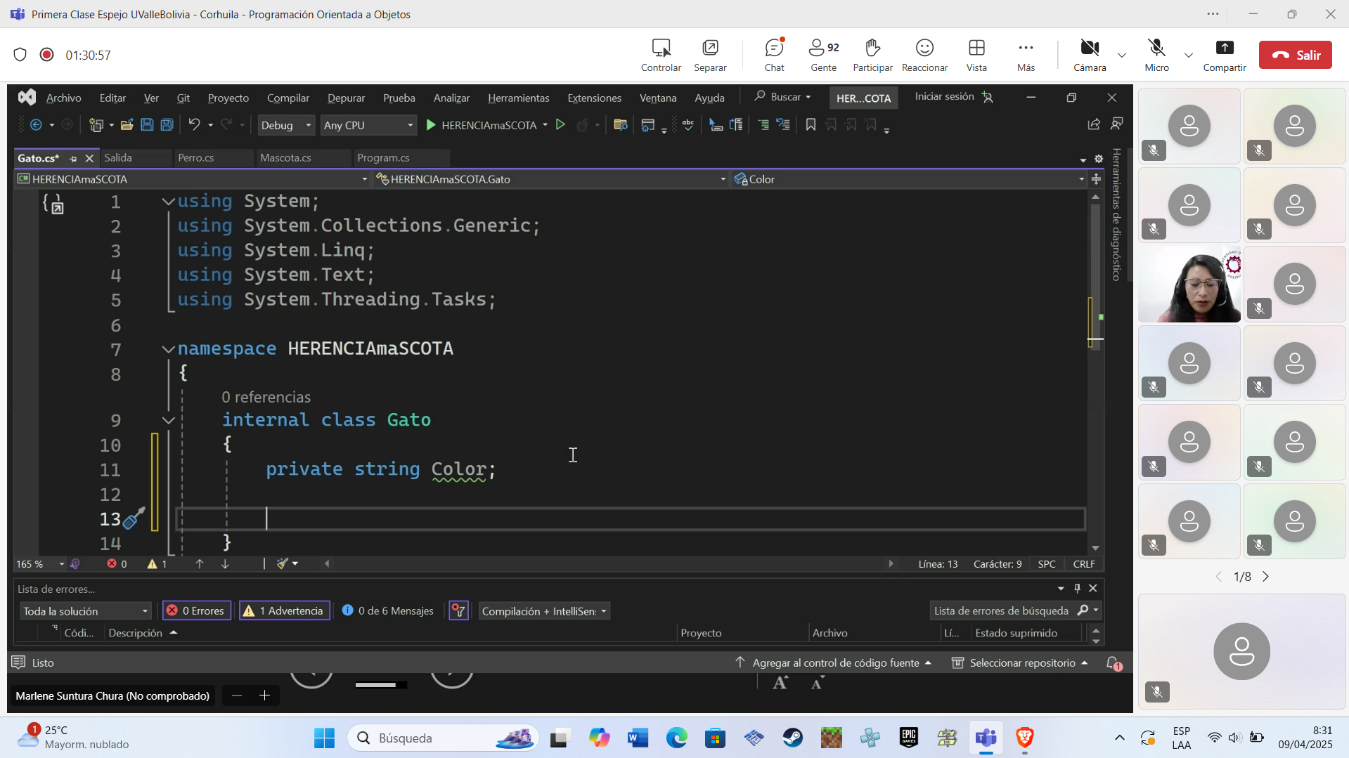 Primera Clase Espejo UValleBolivia - Corhuila - Programación Orientada a Objetos
01:30:57
Controlar
Separar
Chat
92
Gente
Participar
Reaccionar
Vista
Más
Cámara
Micro
Compartir
Salir
Archivo Editar Ver Git Proyecto Compilar Depurar Prueba Analizar Herramientas Extensiones Ventana Ayuda Buscar HER...COTA Iniciar sesión
Debug Any CPU HERENCIAmaSCOTA
Gato.cs* Salida Perro.cs Mascota.cs Program.cs
HERENCIAmaSCOTA HERENCIAmaSCOTA.Gato Color
Herramientas de diagnóstico
1 using System;
2 using System.Collections.Generic;
3 using System.Linq;
4 using System.Text;
5 using System.Threading.Tasks;
6
7 namespace HERENCIAmaSCOTA
8 {
0 referencias
9 internal class Gato
10 {
11 private string Color;
12
13
14 }
165 % 0 1 Línea: 13 Carácter: 9 SPC CRLF
Lista de errores...
Toda la solución 0 Errores 1 Advertencia 0 de 6 Mensajes Compilación + IntelliSen: Lista de errores de búsqueda
Códi... Descripción Proyecto Archivo Lí... Estado suprimido
Listo Agregar al control de código fuente Seleccionar repositorio 1
Marlene Suntura Chura (No comprobado)
A A
1/8
1
25°C
Mayorm. nublado
Búsqueda
EPIC
GAMES
ESP
LAA
8:31
09/04/2025